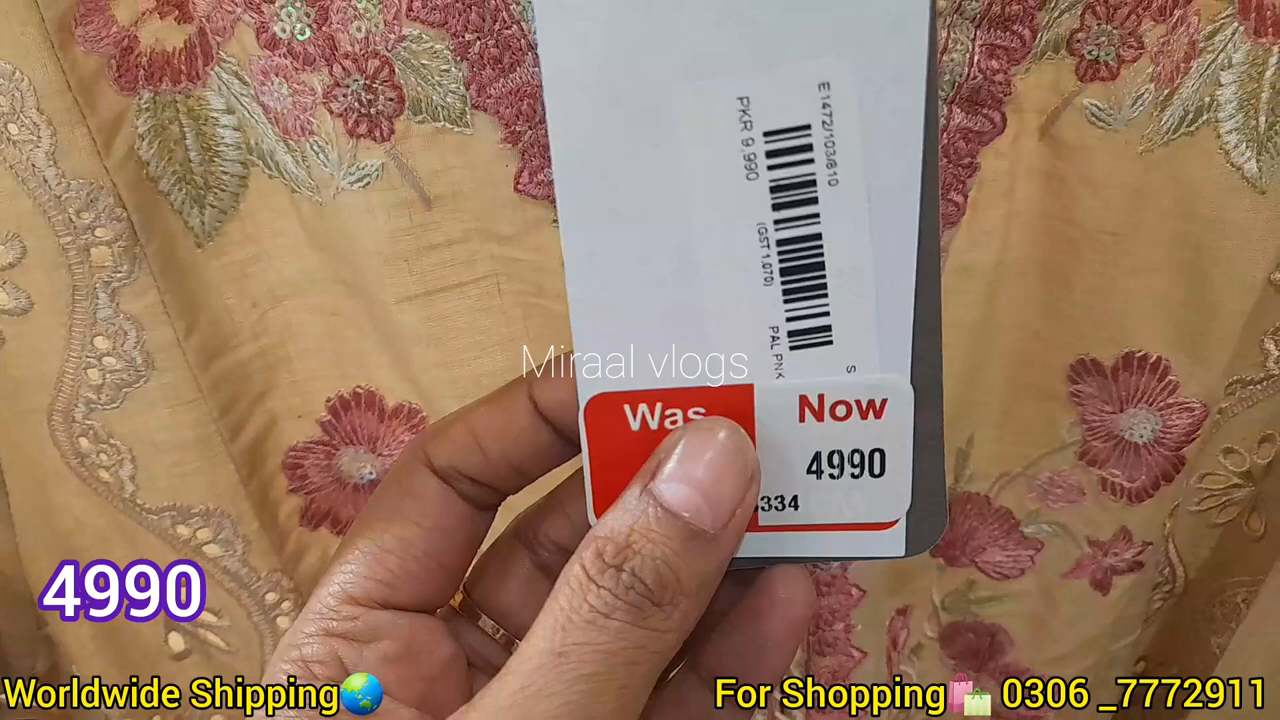 E1472/103/610
PKR 9,990
(GST 1,070)
PAL PNK
S
Miraal vlogs
Was
Now
4990
334
4990
Worldwide Shipping🌏
For Shopping🛍️ 0306 _7772911